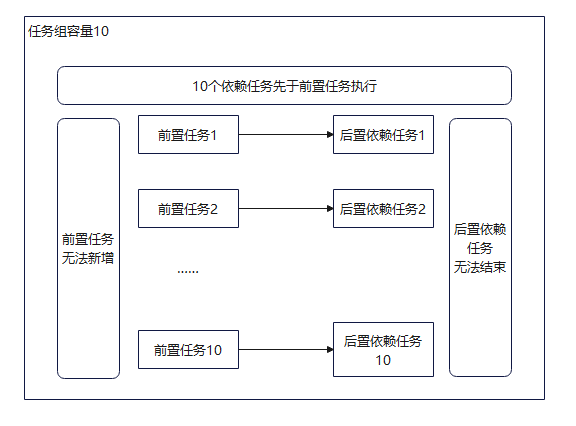 任务组容量10
10个依赖任务先于前置任务执行
前置任务1
后置依赖任务1
前置任务2
后置依赖任务2
前置任务
无法新增
后置依赖
任务
无法结束
......
前置任务10
后置依赖任务
10